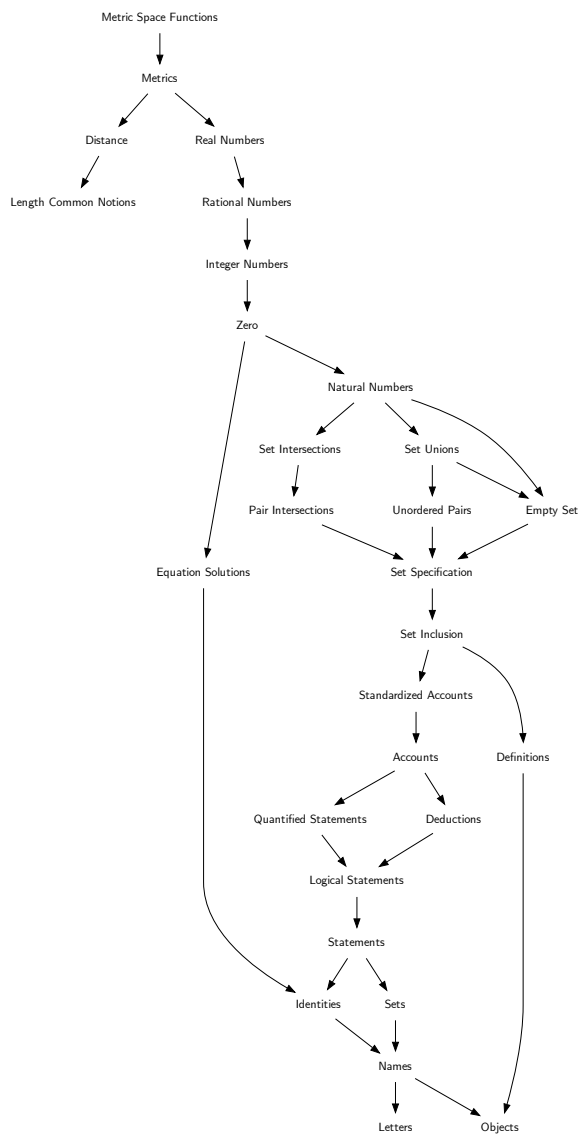 Metric Space Functions
Metrics
Distance
Real Numbers
Length Common Notions
Rational Numbers
Integer Numbers
Zero
Natural Numbers
Set Intersections
Set Unions
Pair Intersections
Unordered Pairs
Empty Set
Equation Solutions
Set Specification
Set Inclusion
Standardized Accounts
Accounts
Definitions
Quantified Statements
Deductions
Logical Statements
Statements
Identities
Sets
Names
Letters
Objects